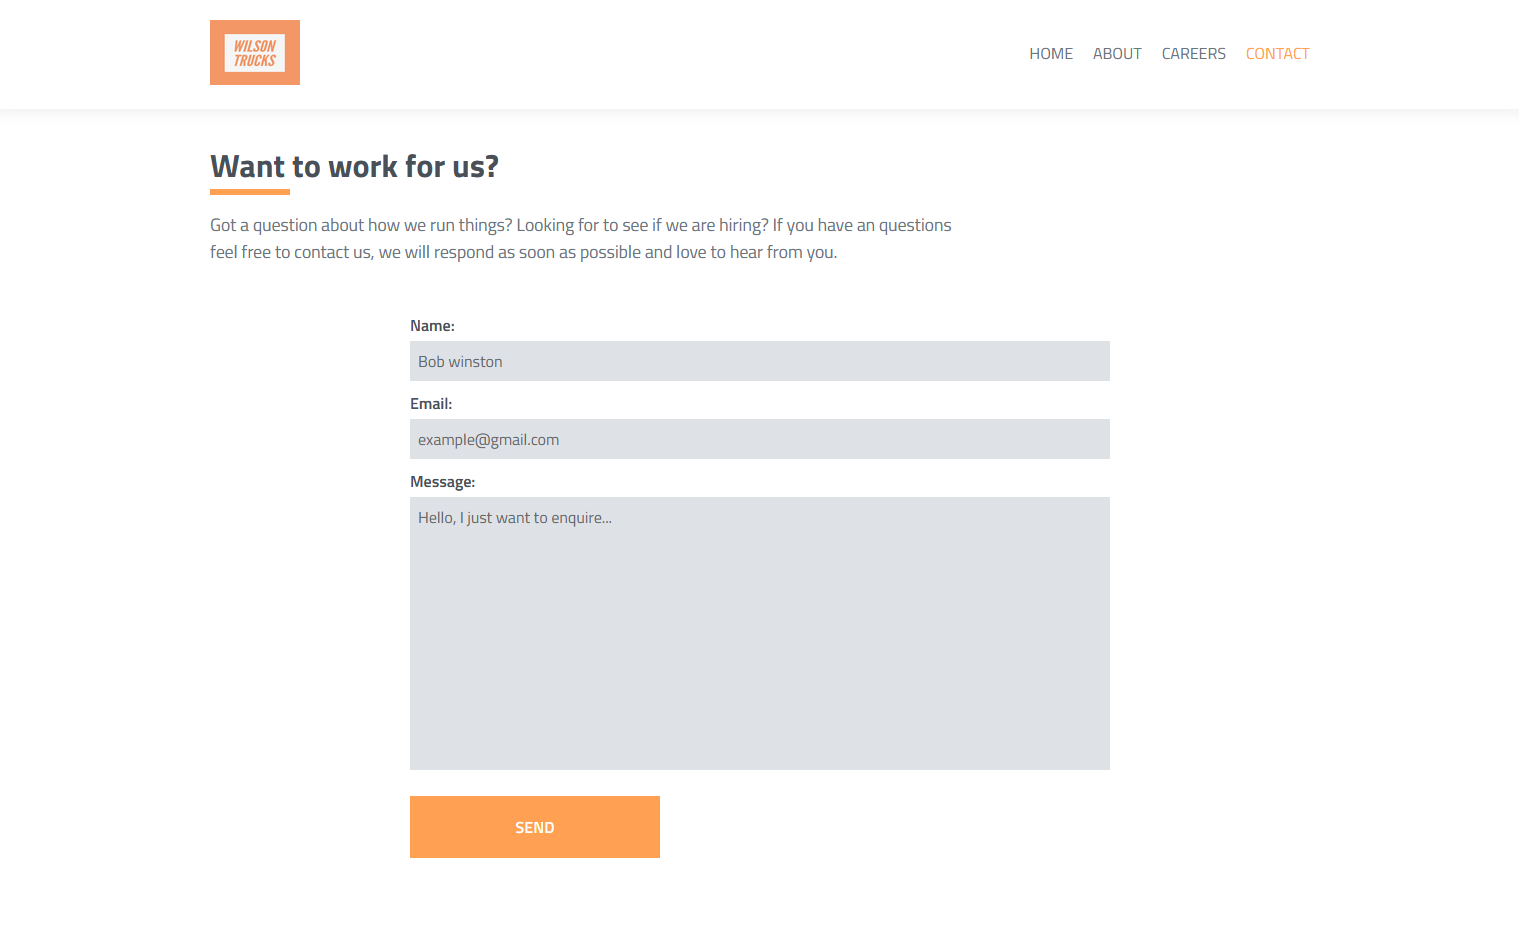 WILSON
TRUCKS
HOME ABOUT CAREERS CONTACT
Want to work for us?
Got a question about how we run things? Looking for to see if we are hiring? If you have an questions
feel free to contact us, we will respond as soon as possible and love to hear from you.
Name:
Bob winston
Email:
example@gmail.com
Message:
Hello, I just want to enquire...
SEND